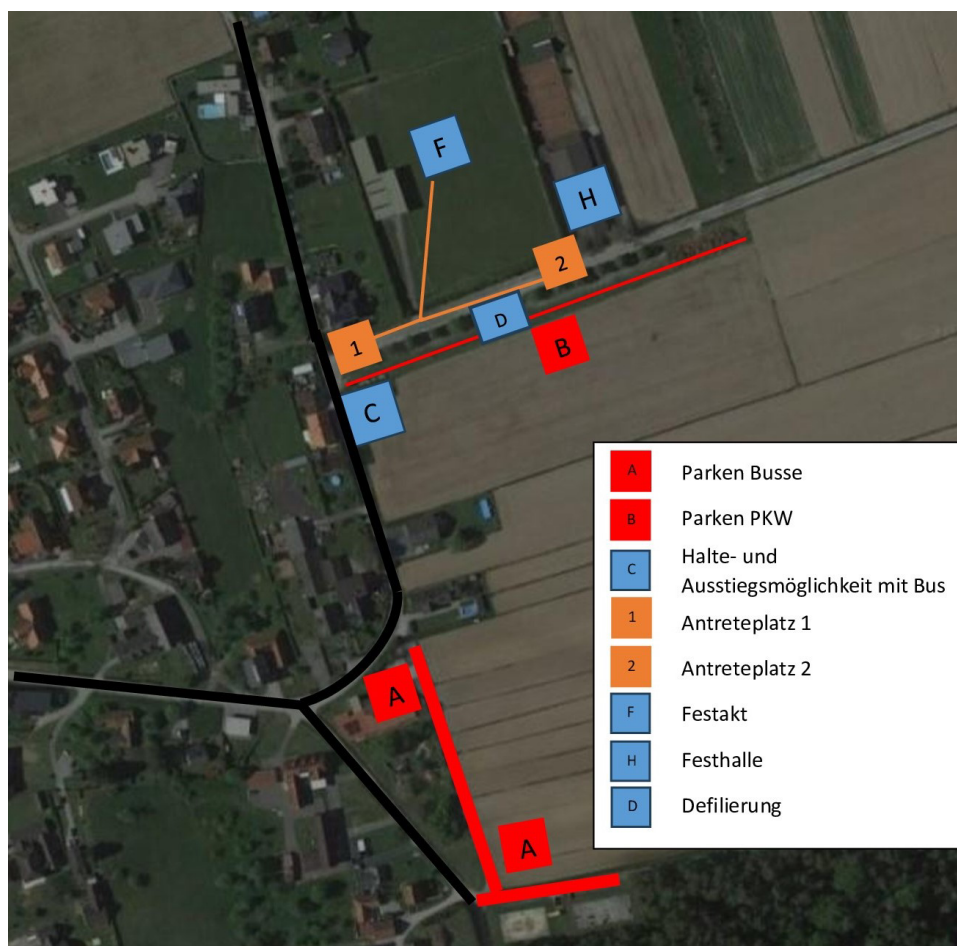 F
H
2
1
D
B
C
A
A
A Parken Busse
B Parken PKW
C Halte- und
Ausstiegsmöglichkeit mit Bus
1 Antreteplatz 1
2 Antreteplatz 2
F Festakt
H Festhalle
D Defilierung